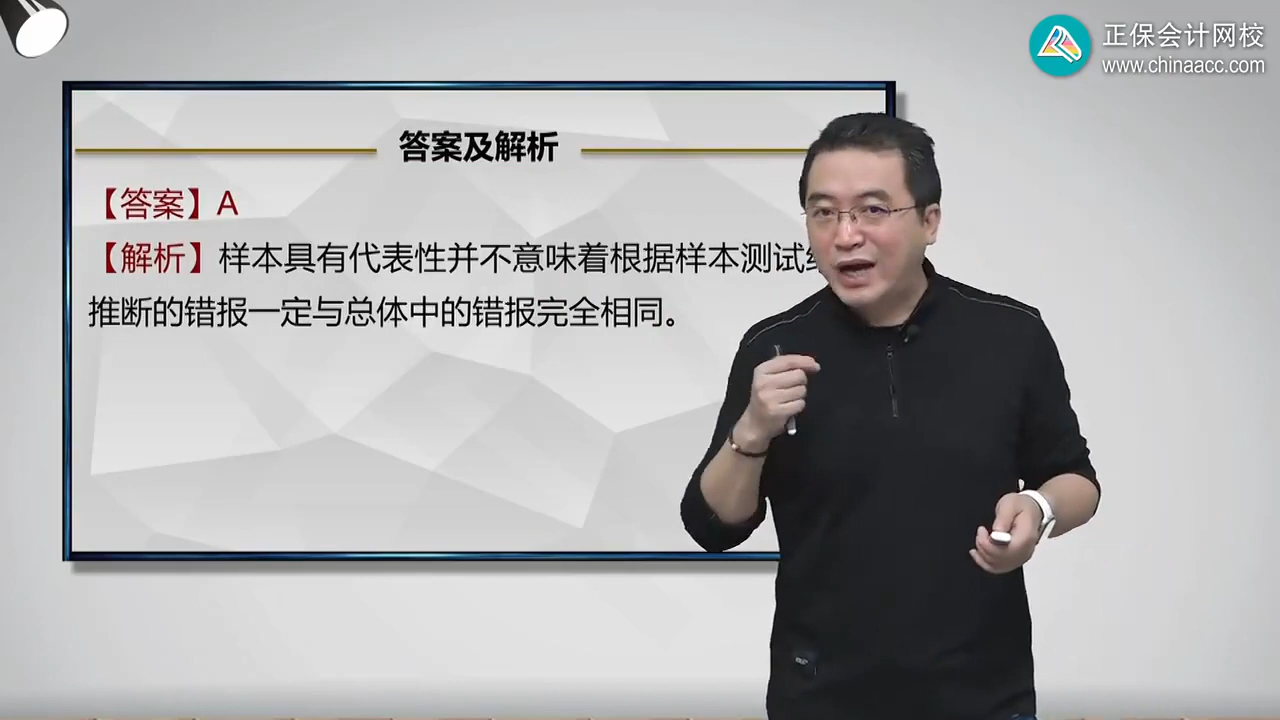 正保会计网校
www.chinaacc.com
答案及解析
【答案】A
【解析】样本具有代表性并不意味着根据样本测试
推断的错报一定与总体中的错报完全相同。